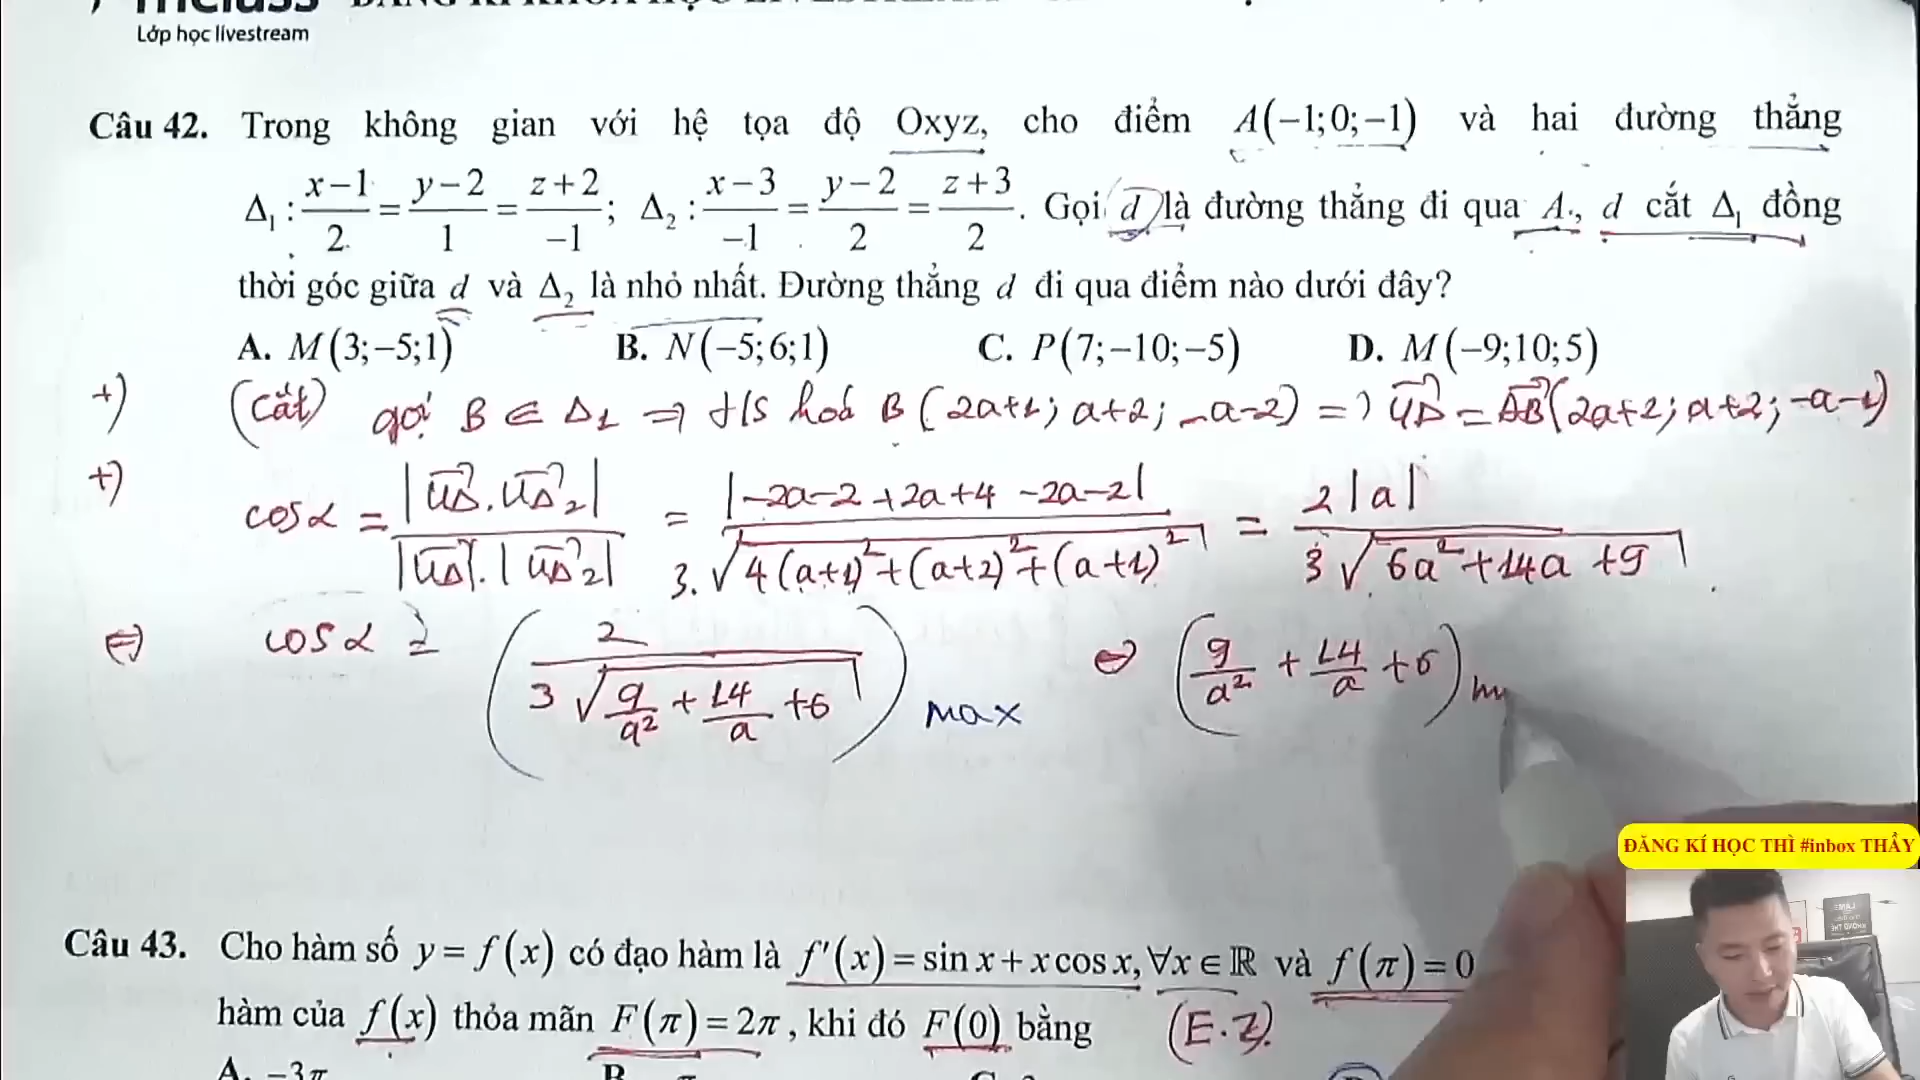 Lớp học livestream
Câu 42. Trong không gian với hệ tọa độ Oxyz, cho điểm A(−1;0;−1) và hai đường thẳng
Δ₁ : (x−1)/2 = (y−2)/1 = (z+2)/(−1); Δ₂ : (x−3)/(−1) = (y−2)/2 = (z+3)/2. Gọi d là đường thẳng đi qua A, d cắt Δ₁ đồng
thời góc giữa d và Δ₂ là nhỏ nhất. Đường thẳng d đi qua điểm nào dưới đây?
A. M(3;−5;1) B. N(−5;6;1) C. P(7;−10;−5) D. M(−9;10;5)
+) (Cắt) gọi B ∈ Δ1 => HS hoá B(2a+1; a+2; −a−2) => uΔ = AB(2a+2; a+2; −a−1)
+) cosα = |uΔ.uΔ2| / |uΔ|.|uΔ2| = |−2a−2+2a+4−2a−2| / 3.√(4(a+1)²+(a+2)²+(a+1)²) = 2|a| / 3√(6a²+14a+9)
⇔ cosα = (2 / 3√(9/a² + 14/a + 6)) max ⇔ (9/a² + 14/a + 6)
ĐĂNG KÍ HỌC THÌ #inbox THẦY
Câu 43. Cho hàm số y = f(x) có đạo hàm là f′(x) = sin x + x cos x, ∀x ∈ ℝ và f(π) = 0
hàm của f(x) thỏa mãn F(π) = 2π, khi đó F(0) bằng (E.Z)
A. −3π